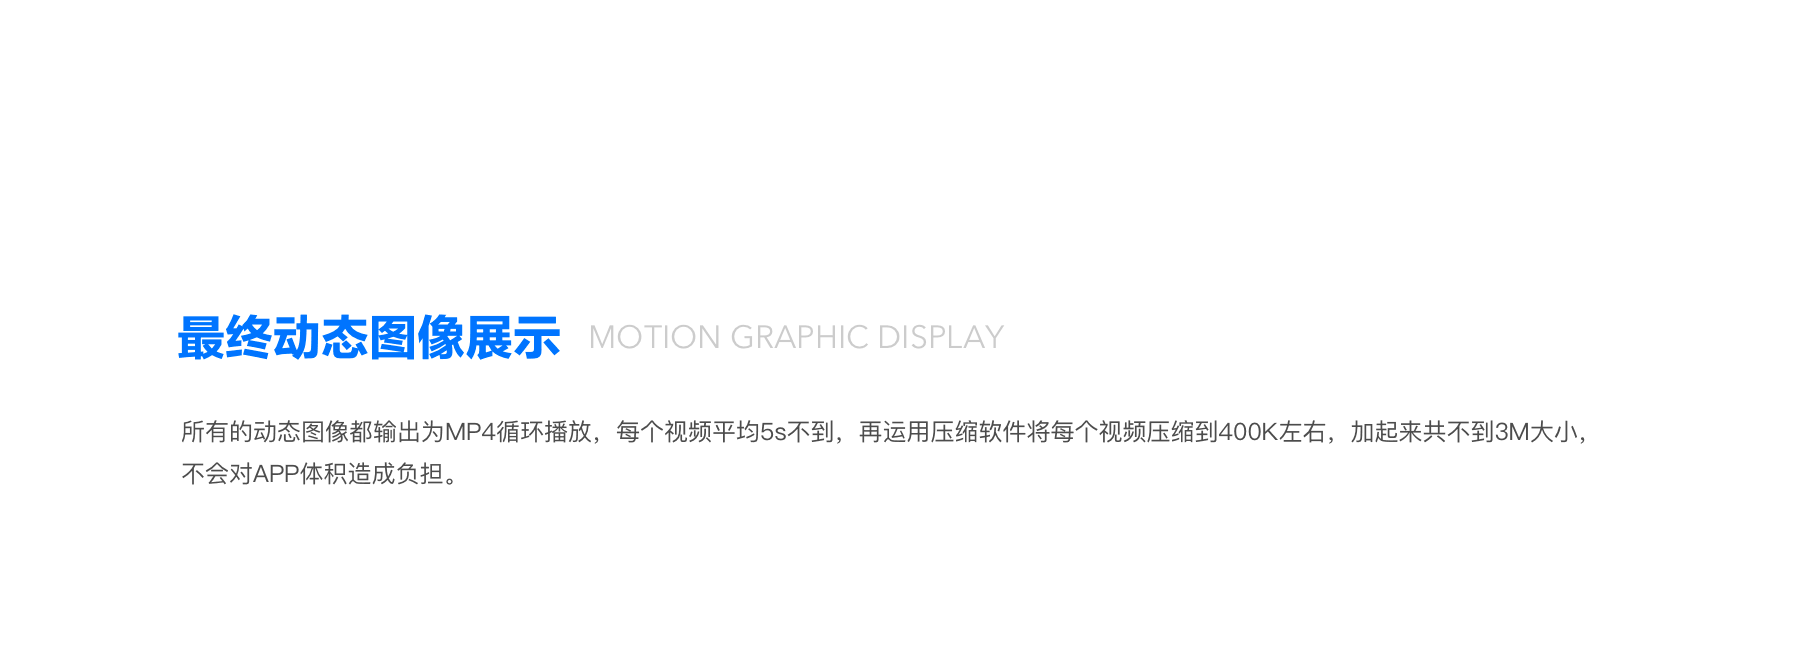 最终动态图像展示 MOTION GRAPHIC DISPLAY
所有的动态图像都输出为MP4循环播放，每个视频平均5s不到，再运用压缩软件将每个视频压缩到400K左右，加起来共不到3M大小，
不会对APP体积造成负担。